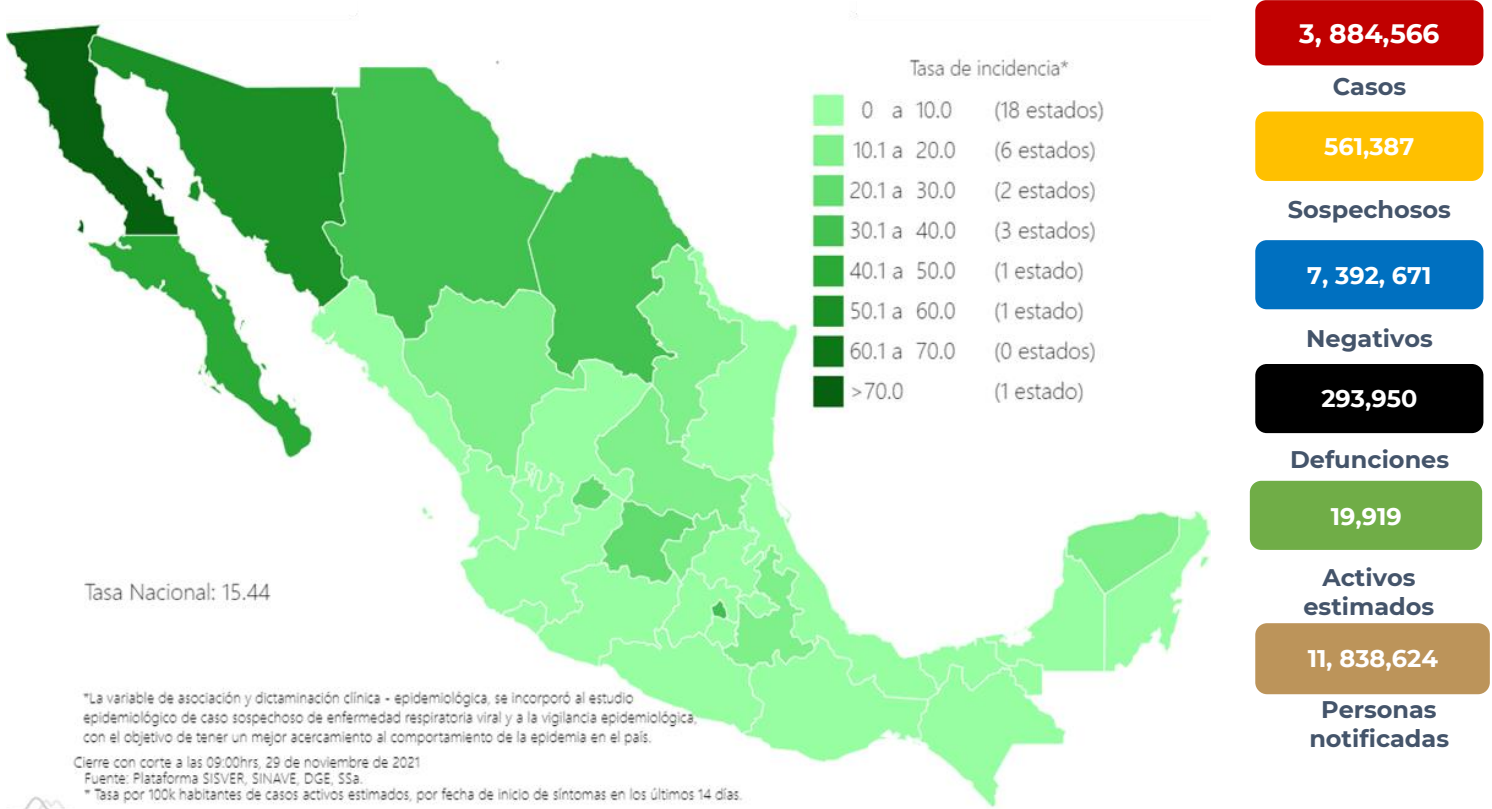 Tasa de incidencia*
0 a 10.0 (18 estados)
10.1 a 20.0 (6 estados)
20.1 a 30.0 (2 estados)
30.1 a 40.0 (3 estados)
40.1 a 50.0 (1 estado)
50.1 a 60.0 (1 estado)
60.1 a 70.0 (0 estados)
>70.0 (1 estado)
Tasa Nacional: 15.44
*La variable de asociación y dictaminación clínica - epidemiológica, se incorporó al estudio
epidemiológico de caso sospechoso de enfermedad respiratoria viral y a la vigilancia epidemiológica,
con el objetivo de tener un mejor acercamiento al comportamiento de la epidemia en el país.
Cierre con corte a las 09:00hrs, 29 de noviembre de 2021
Fuente: Plataforma SISVER, SINAVE, DGE, SSa.
* Tasa por 100k habitantes de casos activos estimados, por fecha de inicio de síntomas en los últimos 14 días.
3, 884,566
Casos
561,387
Sospechosos
7, 392, 671
Negativos
293,950
Defunciones
19,919
Activos
estimados
11, 838,624
Personas
notificadas